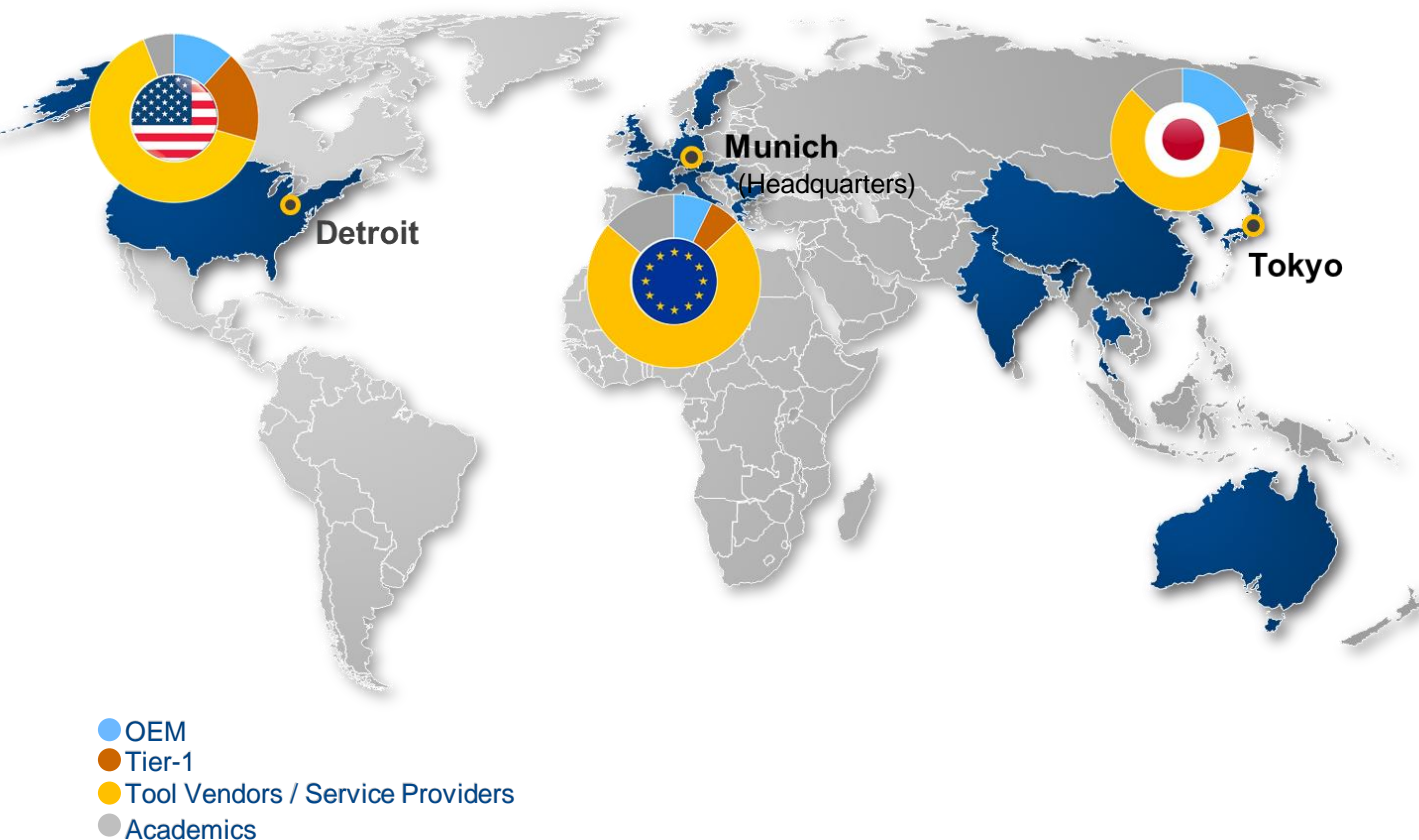 Munich
(Headquarters)
Detroit
Tokyo
OEM
Tier-1
Tool Vendors / Service Providers
Academics